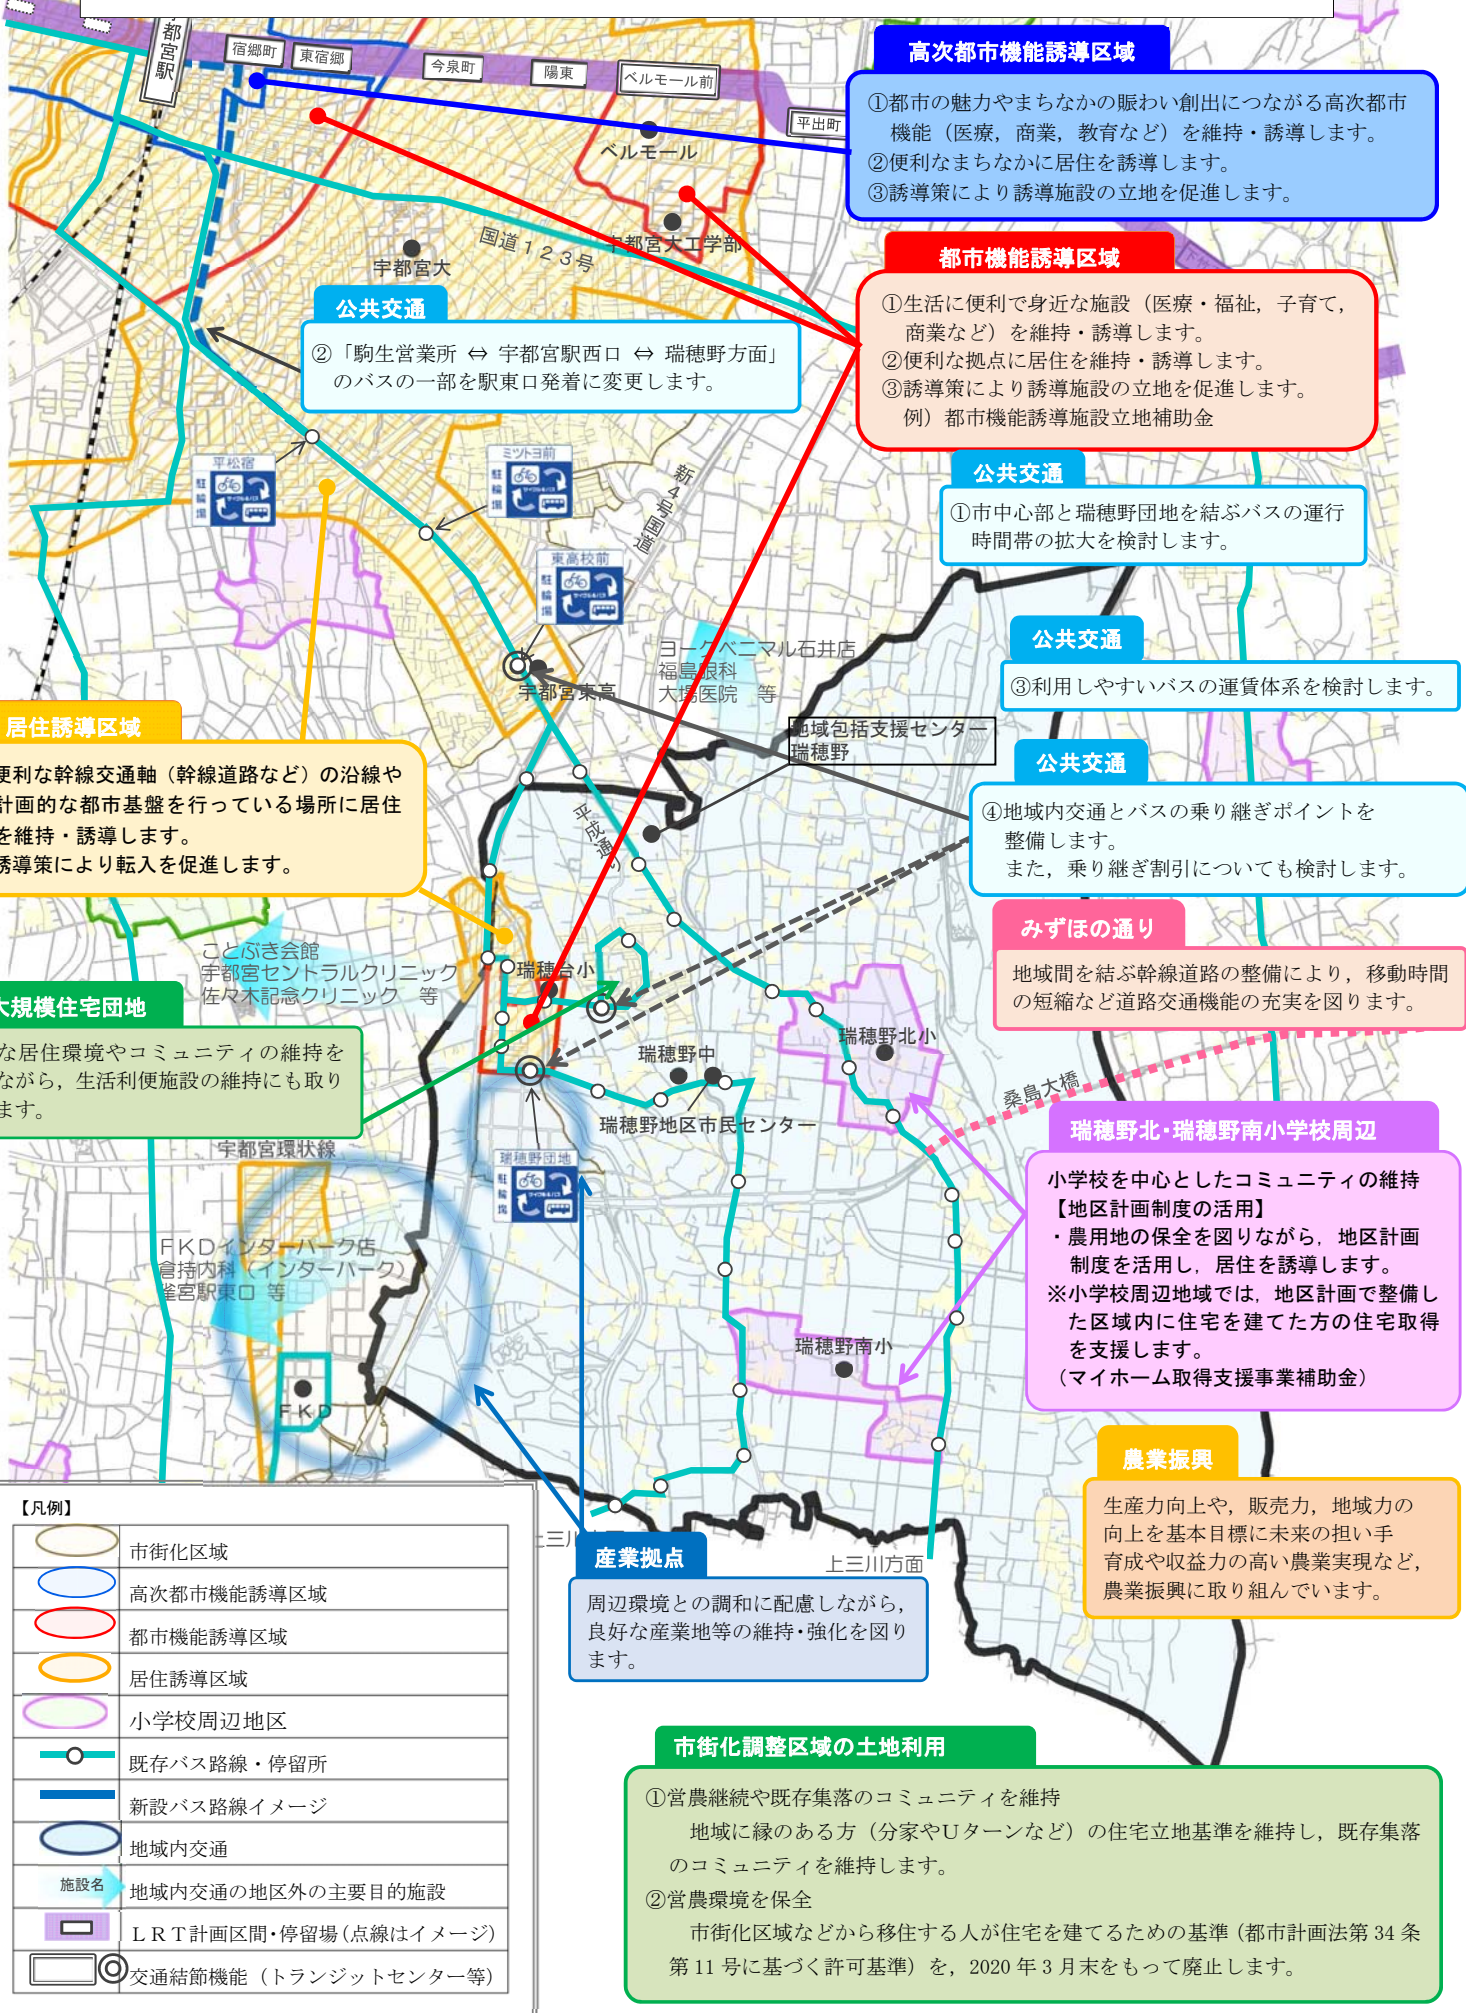 都宮駅
宿郷町
東宿郷
今泉町
陽東
ベルモール前
平出町
高次都市機能誘導区域
①都市の魅力やまちなかの賑わい創出につながる高次都市
機能（医療，商業，教育など）を維持・誘導します。
②便利なまちなかに居住を誘導します。
③誘導策により誘導施設の立地を促進します。
ベルモール
宇都宮大工学部
宇都宮大
国道１２３号
都市機能誘導区域
①生活に便利で身近な施設（医療・福祉，子育て，
商業など）を維持・誘導します。
②便利な拠点に居住を維持・誘導します。
③誘導策により誘導施設の立地を促進します。
例）都市機能誘導施設立地補助金
公共交通
②「駒生営業所 ⇔ 宇都宮駅西口 ⇔ 瑞穂野方面」
のバスの一部を駅東口発着に変更します。
平松宿
駐輪場
サイクル&バス
ミツトヨ前
駐輪場
サイクル&バス
新４号国道
東高校前
駐輪場
サイクル&バス
公共交通
①市中心部と瑞穂野団地を結ぶバスの運行
時間帯の拡大を検討します。
公共交通
③利用しやすいバスの運賃体系を検討します。
ヨークベニマル石井店
福島眼科
大塲医院　等
宇都宮東高
地域包括支援センター
瑞穂野
公共交通
④地域内交通とバスの乗り継ぎポイントを
整備します。
また，乗り継ぎ割引についても検討します。
居住誘導区域
便利な幹線交通軸（幹線道路など）の沿線や
計画的な都市基盤を行っている場所に居住
を維持・誘導します。
誘導策により転入を促進します。
平成通り
みずほの通り
地域間を結ぶ幹線道路の整備により，移動時間
の短縮など道路交通機能の充実を図ります。
ことぶき会館
宇都宮セントラルクリニック
佐々木記念クリニック　等
瑞穂台小
大規模住宅団地
な居住環境やコミュニティの維持を
ながら，生活利便施設の維持にも取り
ます。
瑞穂野中
瑞穂野地区市民センター
瑞穂野北小
桑島大橋
宇都宮環状線
瑞穂野団地
駐輪場
サイクル&バス
瑞穂野北・瑞穂野南小学校周辺
小学校を中心としたコミュニティの維持
【地区計画制度の活用】
・農用地の保全を図りながら，地区計画
制度を活用し，居住を誘導します。
※小学校周辺地域では，地区計画で整備し
た区域内に住宅を建てた方の住宅取得
を支援します。
（マイホーム取得支援事業補助金）
ＦＫＤインターパーク店
倉持内科（インターパーク）
雀宮駅東口 等
ＦＫＤ
瑞穂野南小
農業振興
生産力向上や，販売力，地域力の
向上を基本目標に未来の担い手
育成や収益力の高い農業実現など，
農業振興に取り組んでいます。
上三川方面
産業拠点
周辺環境との調和に配慮しながら，
良好な産業地等の維持・強化を図り
ます。
【凡例】
市街化区域
高次都市機能誘導区域
都市機能誘導区域
居住誘導区域
小学校周辺地区
既存バス路線・停留所
新設バス路線イメージ
地域内交通
施設名
地域内交通の地区外の主要目的施設
ＬＲＴ計画区間・停留場（点線はイメージ）
交通結節機能（トランジットセンター等）
市街化調整区域の土地利用
①営農継続や既存集落のコミュニティを維持
地域に縁のある方（分家やＵターンなど）の住宅立地基準を維持し，既存集落
のコミュニティを維持します。
②営農環境を保全
市街化区域などから移住する人が住宅を建てるための基準（都市計画法第 34 条
第 11 号に基づく許可基準）を，2020 年 3 月末をもって廃止します。